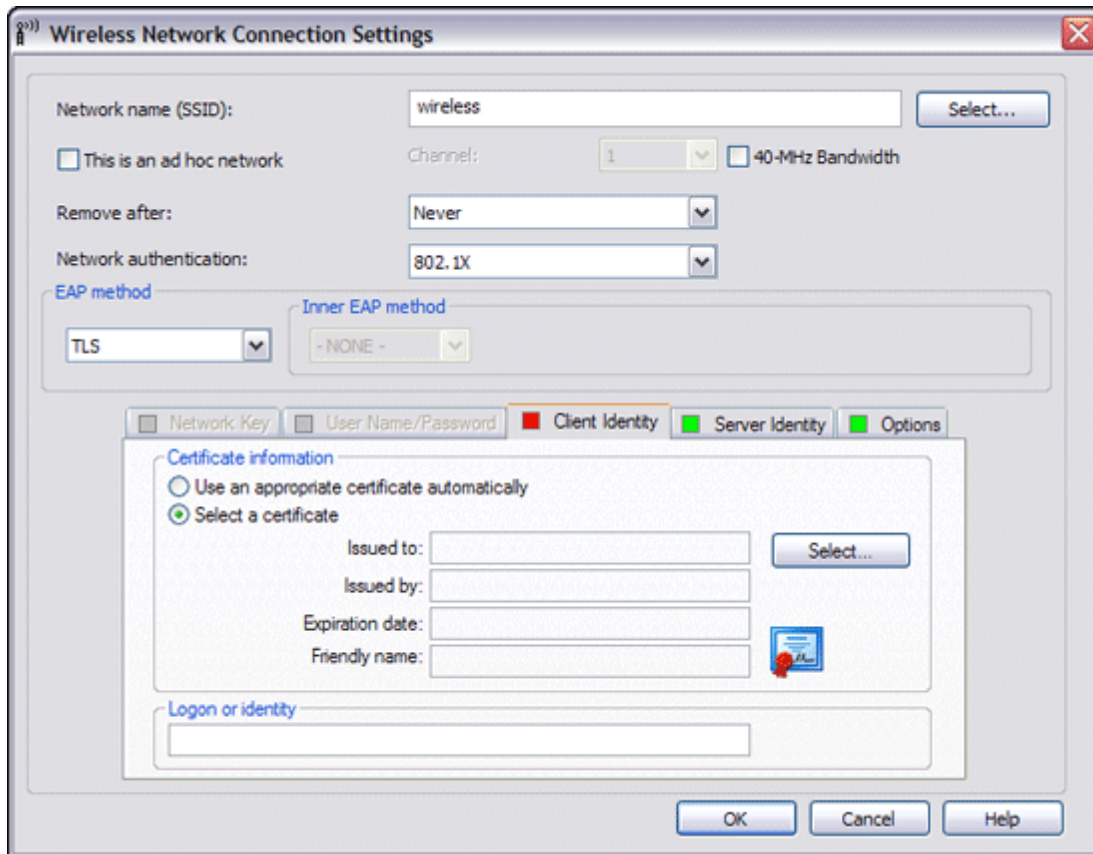 Wireless Network Connection Settings
Network name (SSID): wireless Select...
This is an ad hoc network Channel: 1 40-MHz Bandwidth
Remove after: Never
Network authentication: 802.1X
EAP method
Inner EAP method
TLS - NONE -
Network Key User Name/Password Client Identity Server Identity Options
Certificate information
Use an appropriate certificate automatically
Select a certificate
Issued to: Select...
Issued by:
Expiration date:
Friendly name:
Logon or identity
OK Cancel Help